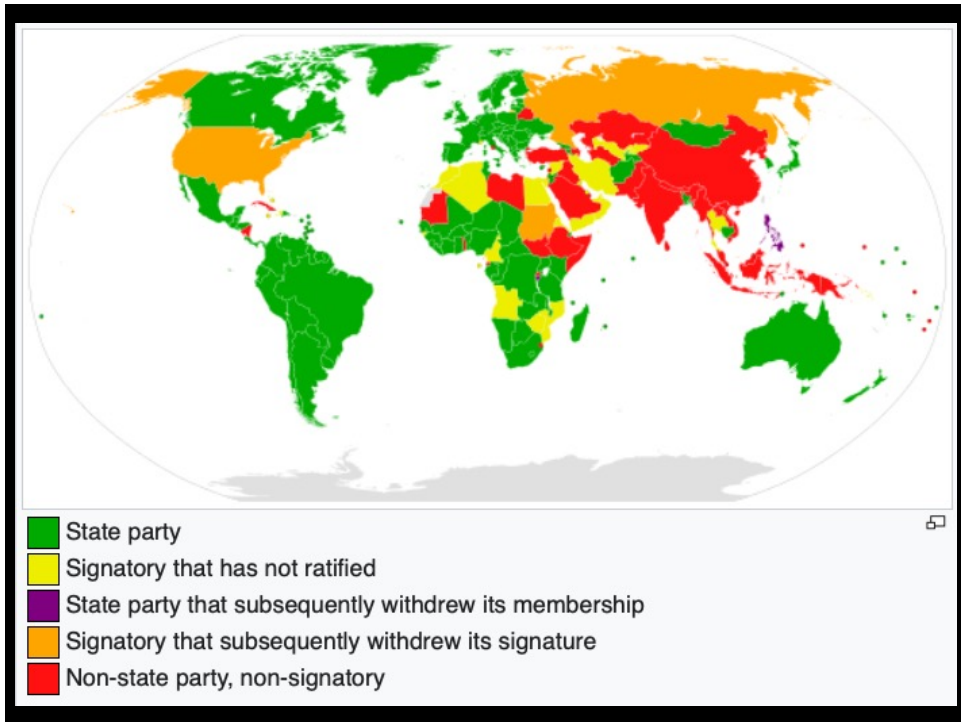 State party
Signatory that has not ratified
State party that subsequently withdrew its membership
Signatory that subsequently withdrew its signature
Non-state party, non-signatory